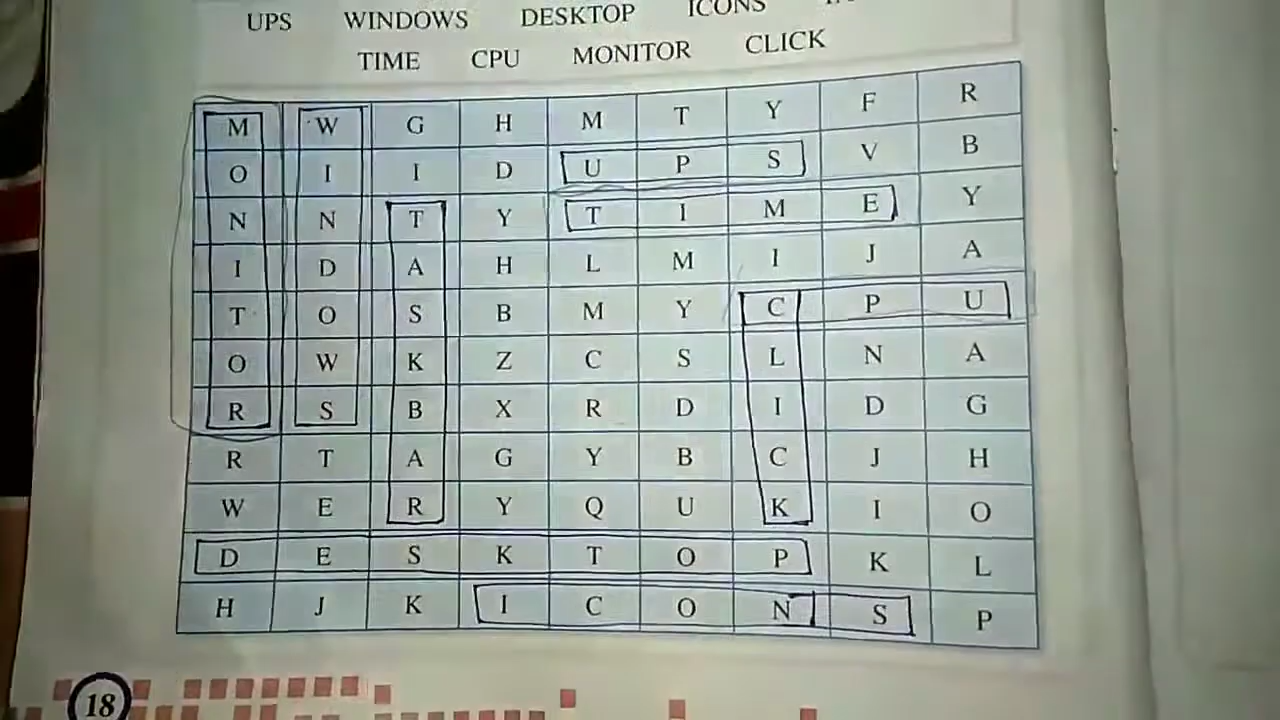 UPS WINDOWS DESKTOP ICONS
TIME CPU MONITOR CLICK
M W G H M T Y F R
O I I D U P S V B
N N T Y T I M E Y
I D A H L M I J A
T O S B M Y C P U
O W K Z C S L N A
R S B X R D I D G
R T A G Y B C J H
W E R Y Q U K I O
D E S K T O P K L
H J K I C O N S P
18